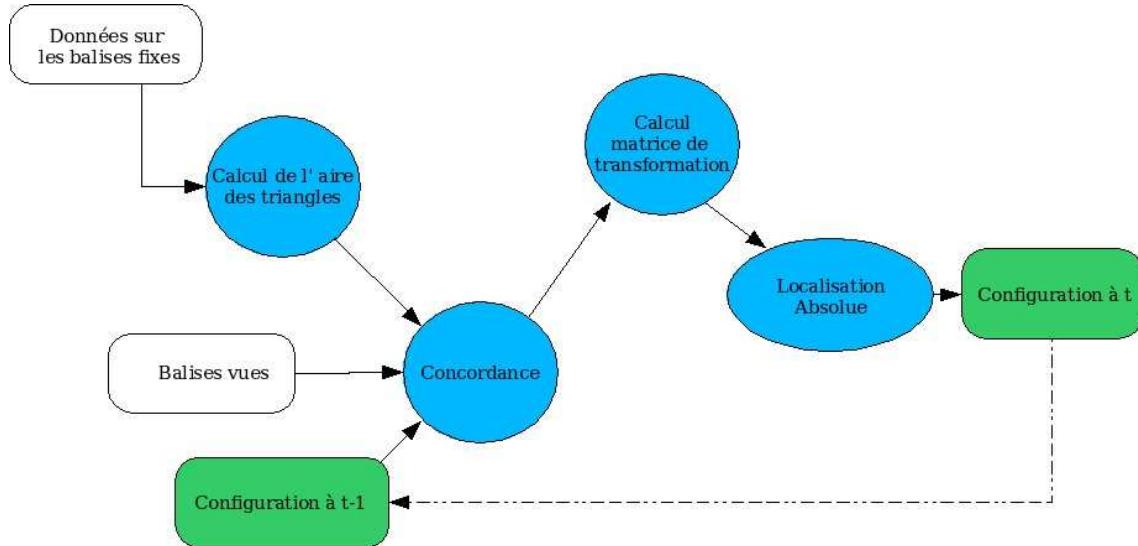 Données sur
les balises fixes
Calcul de l' aire
des triangles
Calcul
matrice de
transformation
Localisation
Absolue
Configuration à t
Balises vues
Concordance
Configuration à t-1